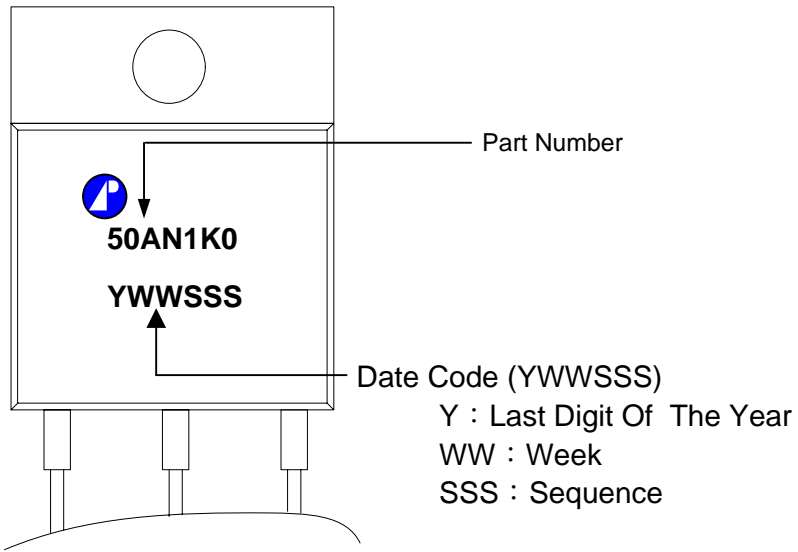 Part Number
50AN1K0
YWWSSS
Date Code (YWWSSS)
Y：Last Digit Of The Year
WW：Week
SSS：Sequence